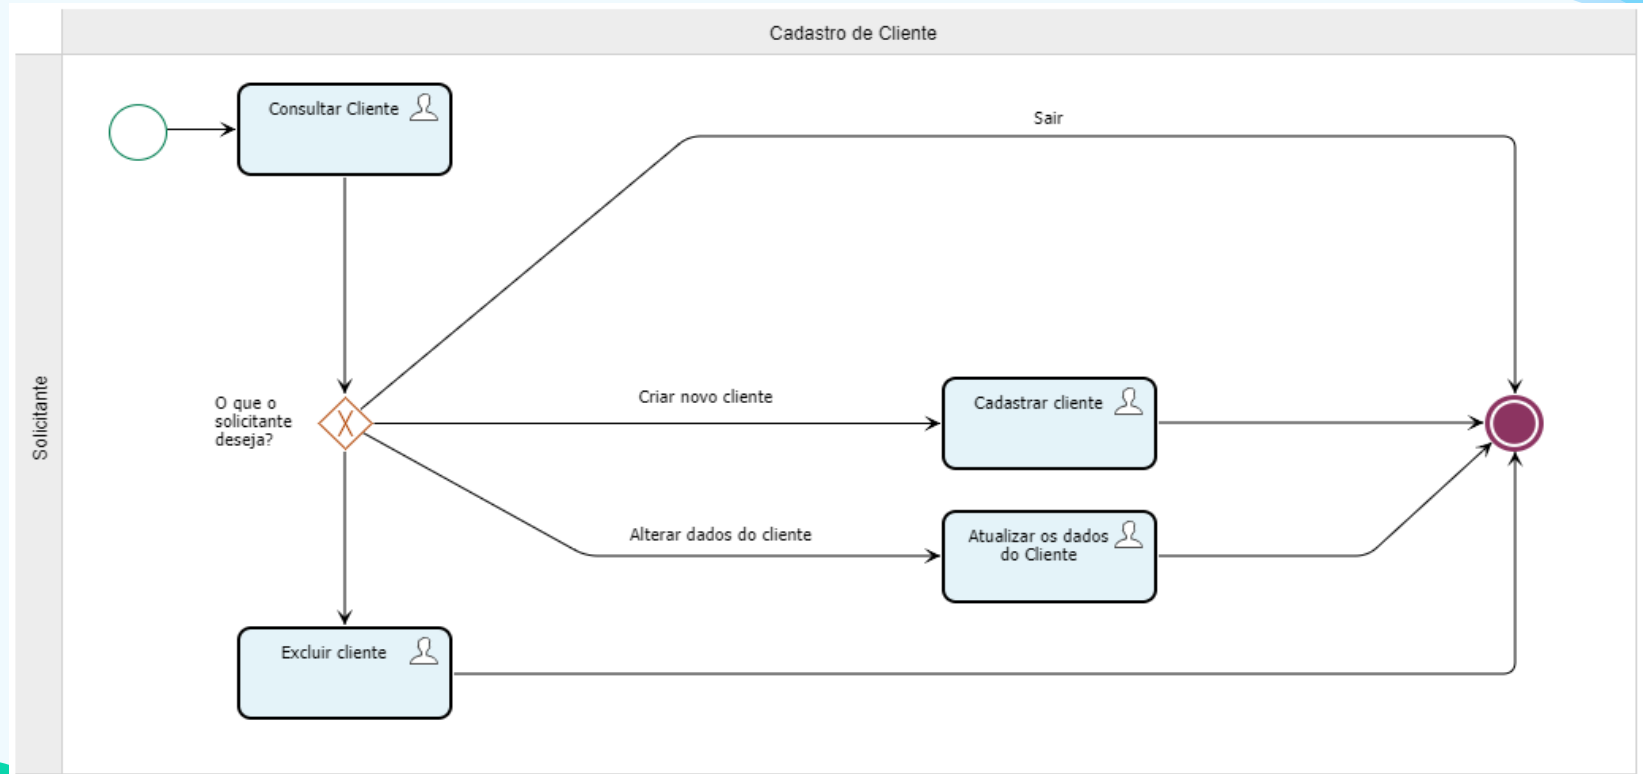 Cadastro de Cliente
Solicitante
Consultar Cliente
Sair
O que o
solicitante
deseja?
Criar novo cliente
Cadastrar cliente
Alterar dados do cliente
Atualizar os dados
do Cliente
Excluir cliente